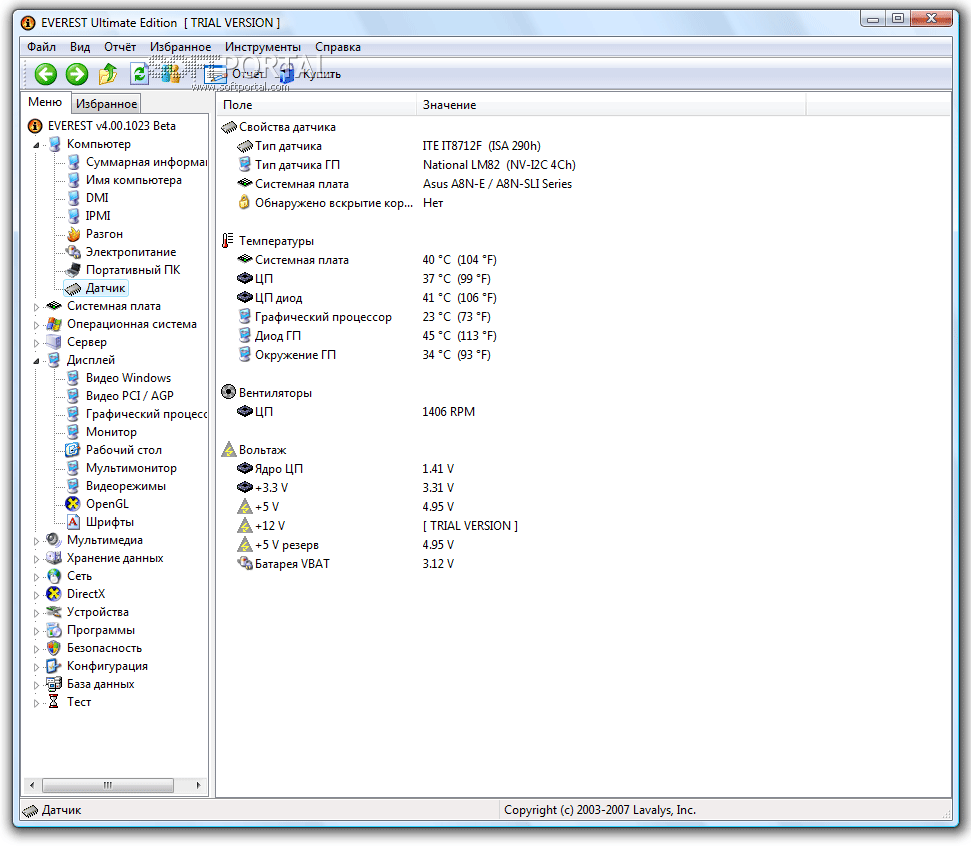 EVEREST Ultimate Edition [ TRIAL VERSION ]
Файл Вид Отчёт Избранное Инструменты Справка
SOFTPORTAL
Отчёт Купить
www.softportal.com
Меню Избранное
EVEREST v4.00.1023 Beta
Компьютер
Суммарная информа
Имя компьютера
DMI
IPMI
Разгон
Электропитание
Портативный ПК
Датчик
Системная плата
Операционная система
Сервер
Дисплей
Видео Windows
Видео PCI / AGP
Графический процесс
Монитор
Рабочий стол
Мультимонитор
Видеорежимы
OpenGL
Шрифты
Мультимедиа
Хранение данных
Сеть
DirectX
Устройства
Программы
Безопасность
Конфигурация
База данных
Тест
Поле Значение
Свойства датчика
Тип датчика ITE IT8712F (ISA 290h)
Тип датчика ГП National LM82 (NV-I2C 4Ch)
Системная плата Asus A8N-E / A8N-SLI Series
Обнаружено вскрытие кор... Нет
Температуры
Системная плата 40 °C (104 °F)
ЦП 37 °C (99 °F)
ЦП диод 41 °C (106 °F)
Графический процессор 23 °C (73 °F)
Диод ГП 45 °C (113 °F)
Окружение ГП 34 °C (93 °F)
Вентиляторы
ЦП 1406 RPM
Вольтаж
Ядро ЦП 1.41 V
+3.3 V 3.31 V
+5 V 4.95 V
+12 V [ TRIAL VERSION ]
+5 V резерв 4.95 V
Батарея VBAT 3.12 V
Датчик Copyright (c) 2003-2007 Lavalys, Inc.